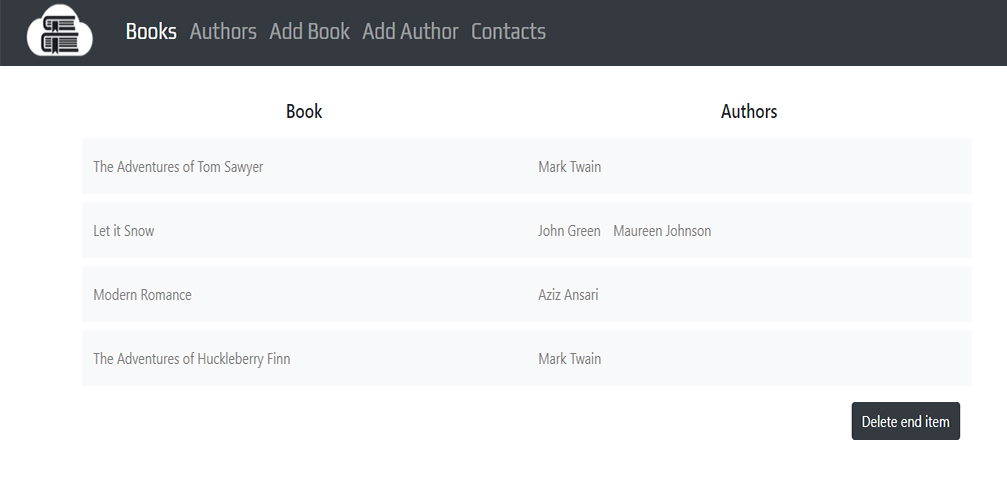 Books Authors Add Book Add Author Contacts
Book Authors
The Adventures of Tom Sawyer Mark Twain
Let it Snow John Green Maureen Johnson
Modern Romance Aziz Ansari
The Adventures of Huckleberry Finn Mark Twain
Delete end item